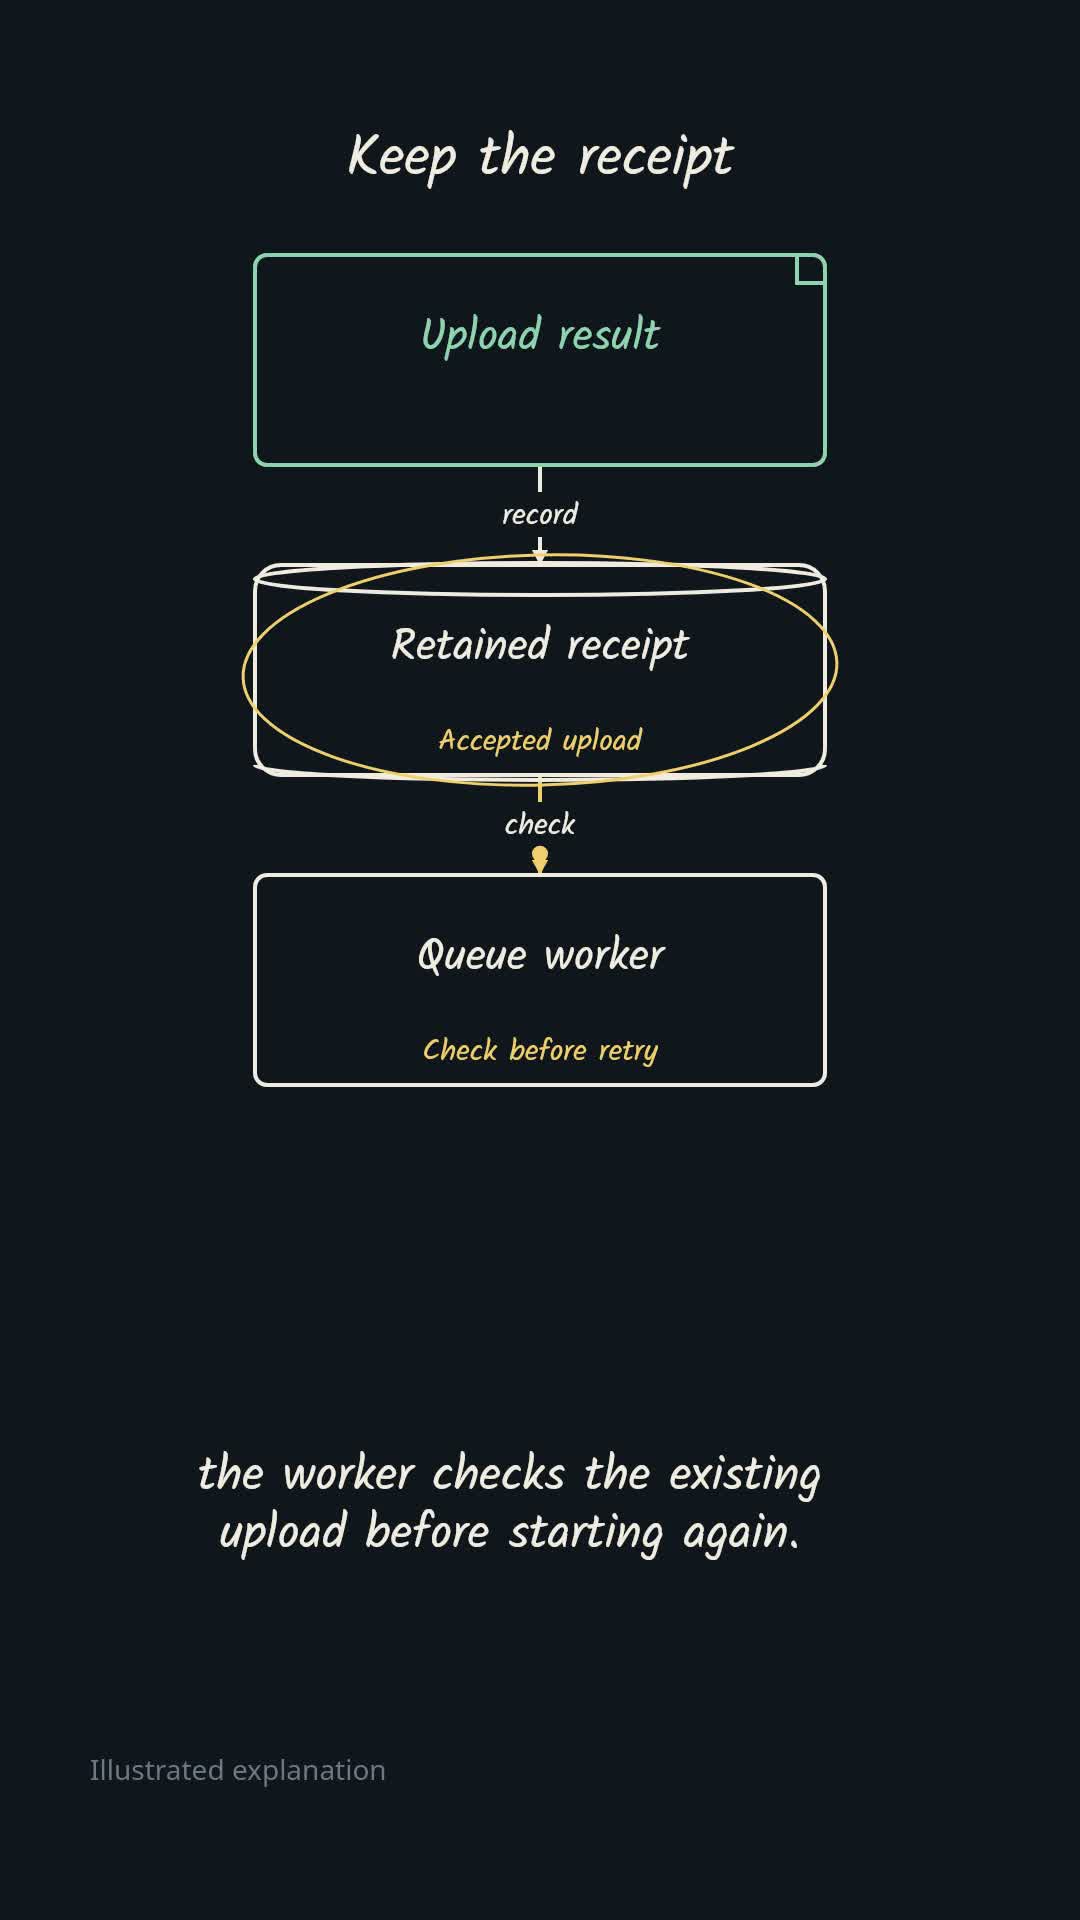 Keep the receipt
Upload result
record
Retained receipt
Accepted upload
check
Queue worker
Check before retry
the worker checks the existing
upload before starting again.
Illustrated explanation